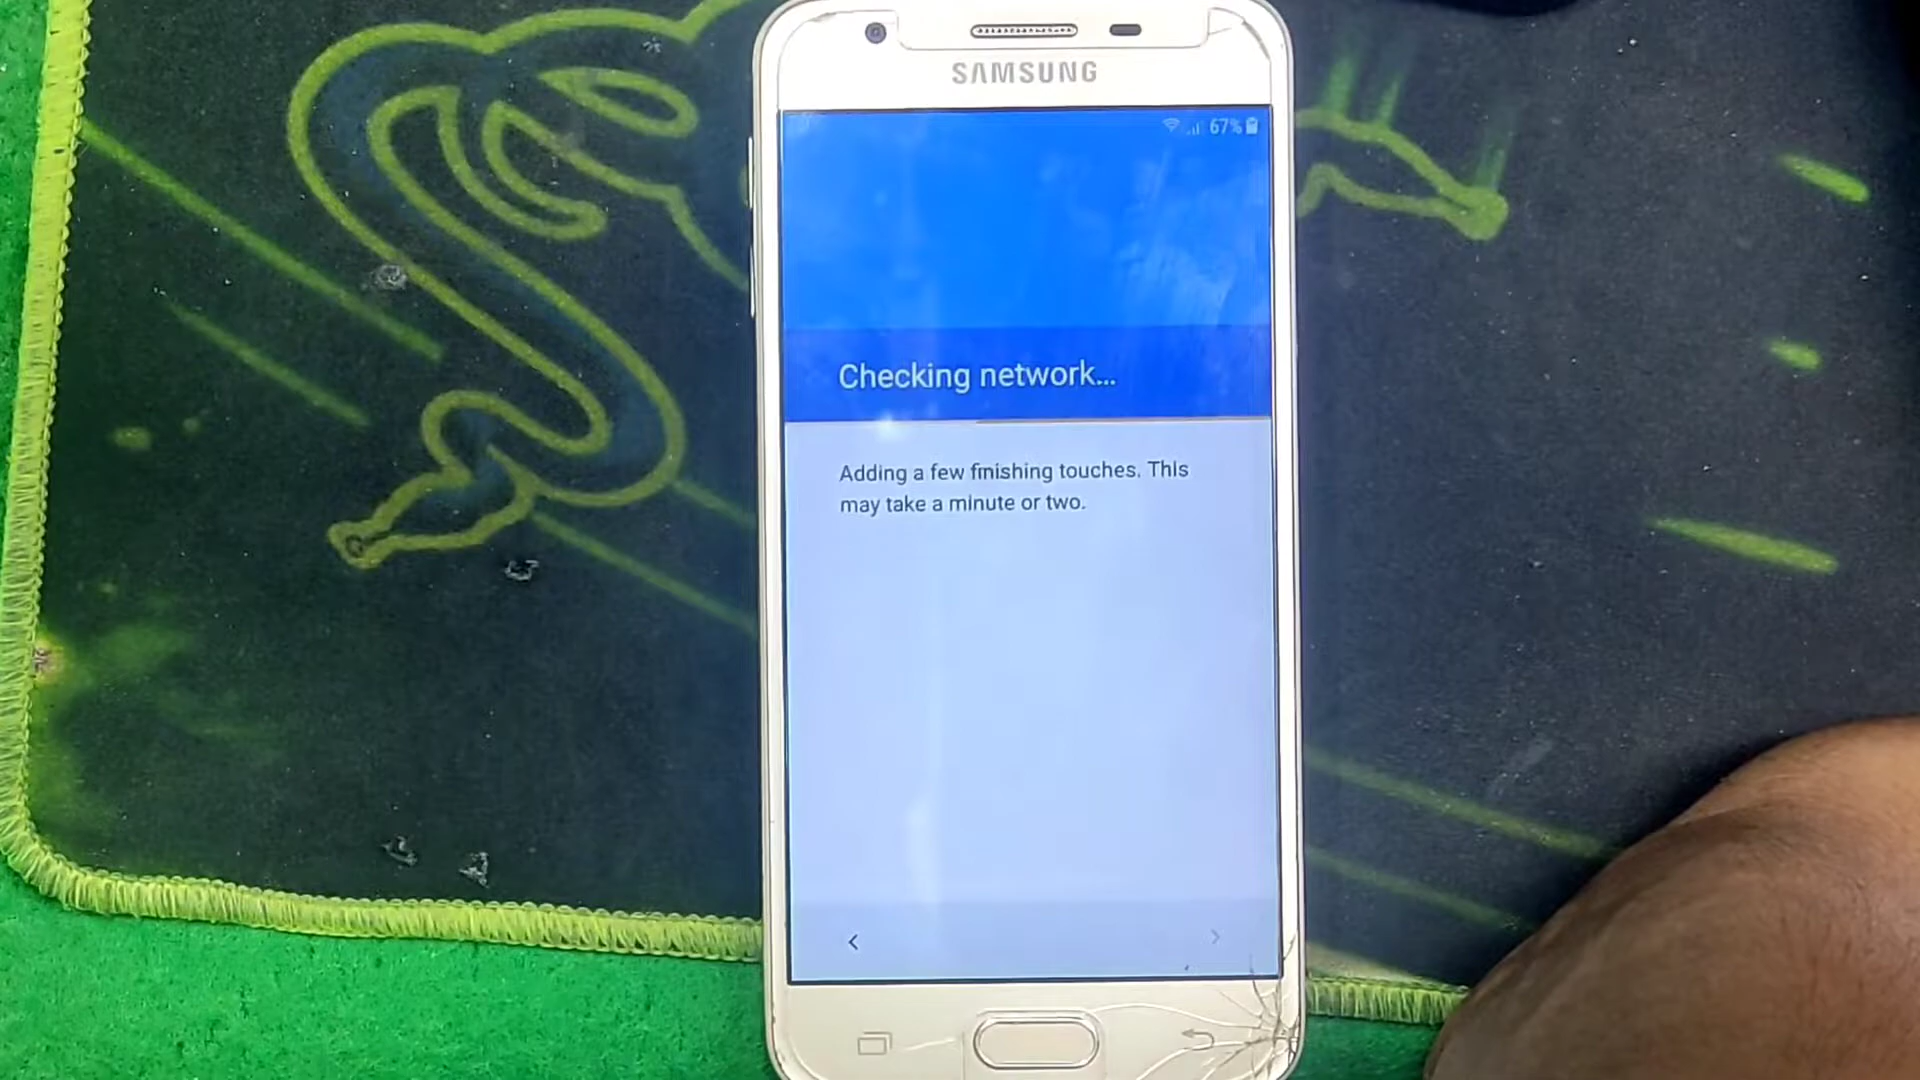 SAMSUNG
67%
Checking network...
Adding a few finishing touches. This
may take a minute or two.